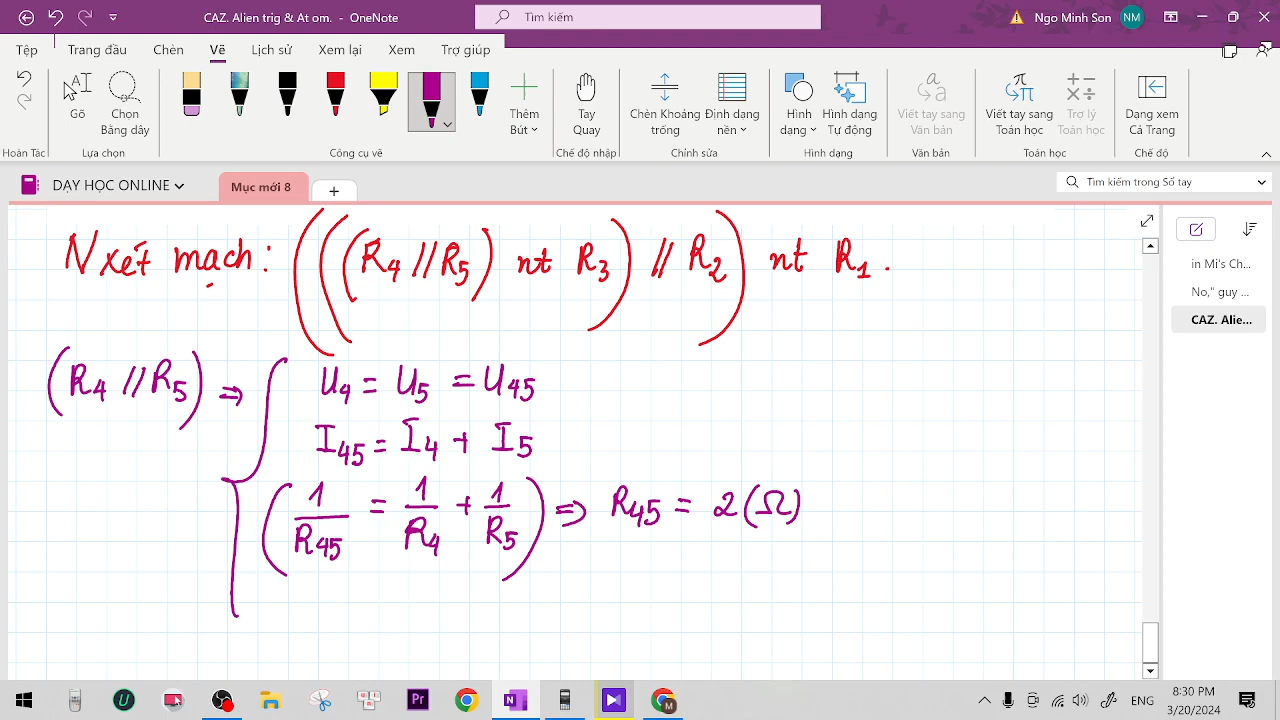 CAZ. Alien Tag. On - OneNote
Tìm kiếm
Ngo Minh Son NM
Tệp Trang đầu Chèn Vẽ Lịch sử Xem lại Xem Trợ giúp
Gõ
Chọn Bằng dây
Thêm Bút
Tay Quay
Chèn Khoảng trống
Định dạng nền
Hình dạng
Hình dạng Tự động
Viết tay sang Văn bản
Viết tay sang Toán học
Trợ lý Toán học
Dạng xem Cả Trang
Hoàn Tác Lựa chọn Công cụ vẽ Chế độ nhập Chỉnh sửa Hình dạng Văn bản Toán học Chế độ
DẠY HỌC ONLINE Mục mới 8 + Tìm kiếm trong Sổ tay
in Mi's Ch...
No," guy ...
CAZ. Alie...
Nxét mạch: (((R4 // R5) nt R3) // R2) nt R1.
(R4 // R5) => { U4 = U5 = U45
I45 = I4 + I5
(1/R45 = 1/R4 + 1/R5) => R45 = 2 (Ω)
ENG
8:30 PM
3/20/2024